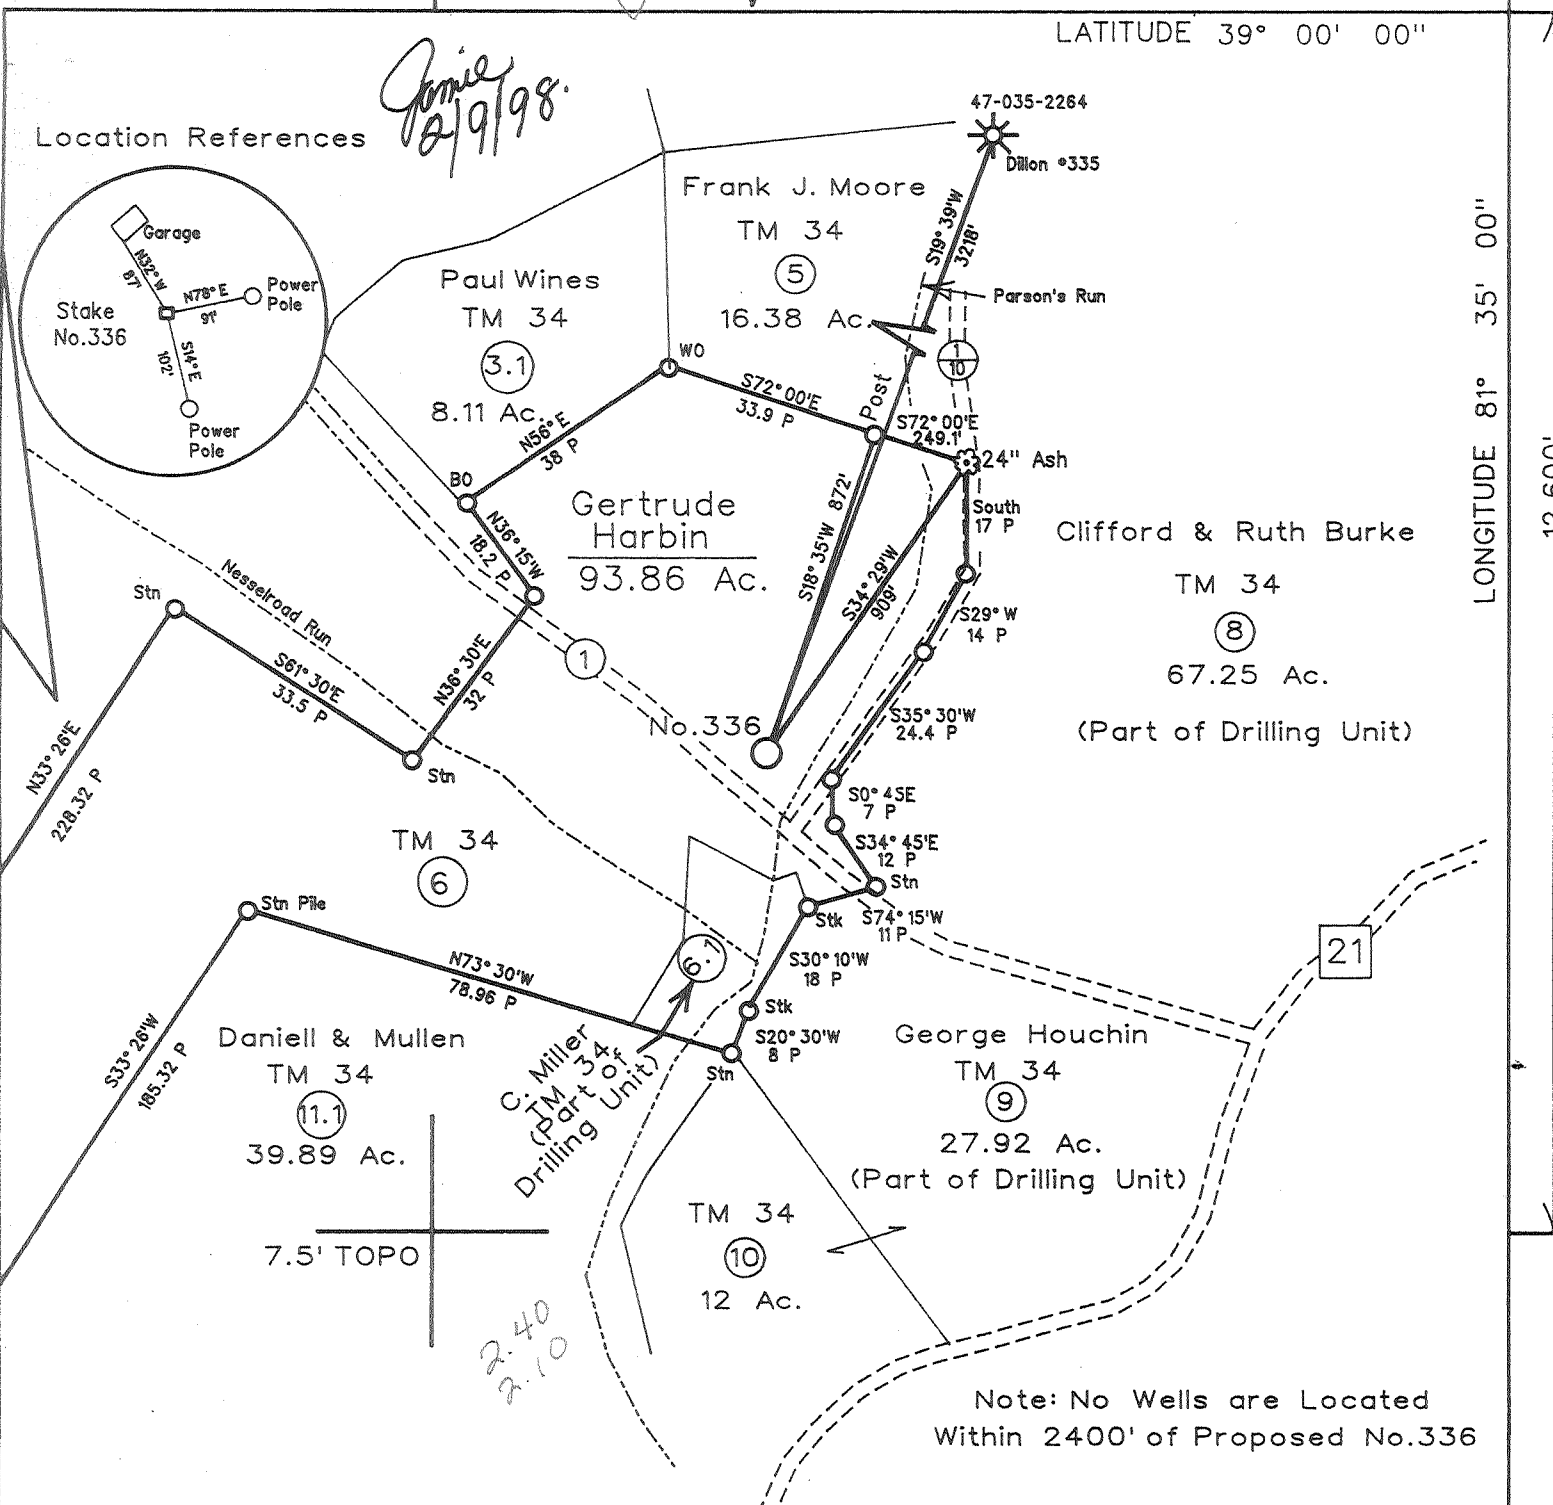 LATITUDE 39° 00' 00"
Jamie
2/9/98.
47-035-2264
Dillon #335
Location References
Garage
N32°W
87'
N78°E
91'
Power
Pole
Stake
No.336
S14°E
102'
Power
Pole
Frank J. Moore
TM 34
5
16.38 Ac.
S19°39'W
3218'
Parson's Run
1
10
Paul Wines
TM 34
3.1
8.11 Ac.
WO
S72°00'E
33.9 P
Post
S72°00'E
249.1'
24" Ash
N56°E
38 P
BO
N36°15'W
18.2 P
Gertrude
Harbin
93.86 Ac.
S18°35'W 872'
S34°29'W
909'
South
17 P
S29°W
14 P
S35°30'W
24.4 P
Clifford & Ruth Burke
TM 34
8
67.25 Ac.
(Part of Drilling Unit)
LONGITUDE 81° 35' 00"
12,600'
Nesselroad Run
Stn
S61°30'E
33.5 P
N36°30'E
32 P
Stn
1
No.336
N33°26'E
228.32 P
S0°45E
7 P
S34°45'E
12 P
Stn
S74°15'W
11 P
Stk
TM 34
6
Stn Pile
N73°30'W
78.96 P
6.1
S30°10'W
18 P
Stk
S20°30'W
8 P
Stn
21
S33°26'W
185.32 P
Daniell & Mullen
TM 34
11.1
39.89 Ac.
C. Miller
TM 34
(Part of
Drilling Unit)
George Houchin
TM 34
9
27.92 Ac.
(Part of Drilling Unit)
7.5' TOPO
TM 34
10
12 Ac.
2.40
2.10
Note: No Wells are Located
Within 2400' of Proposed No.336